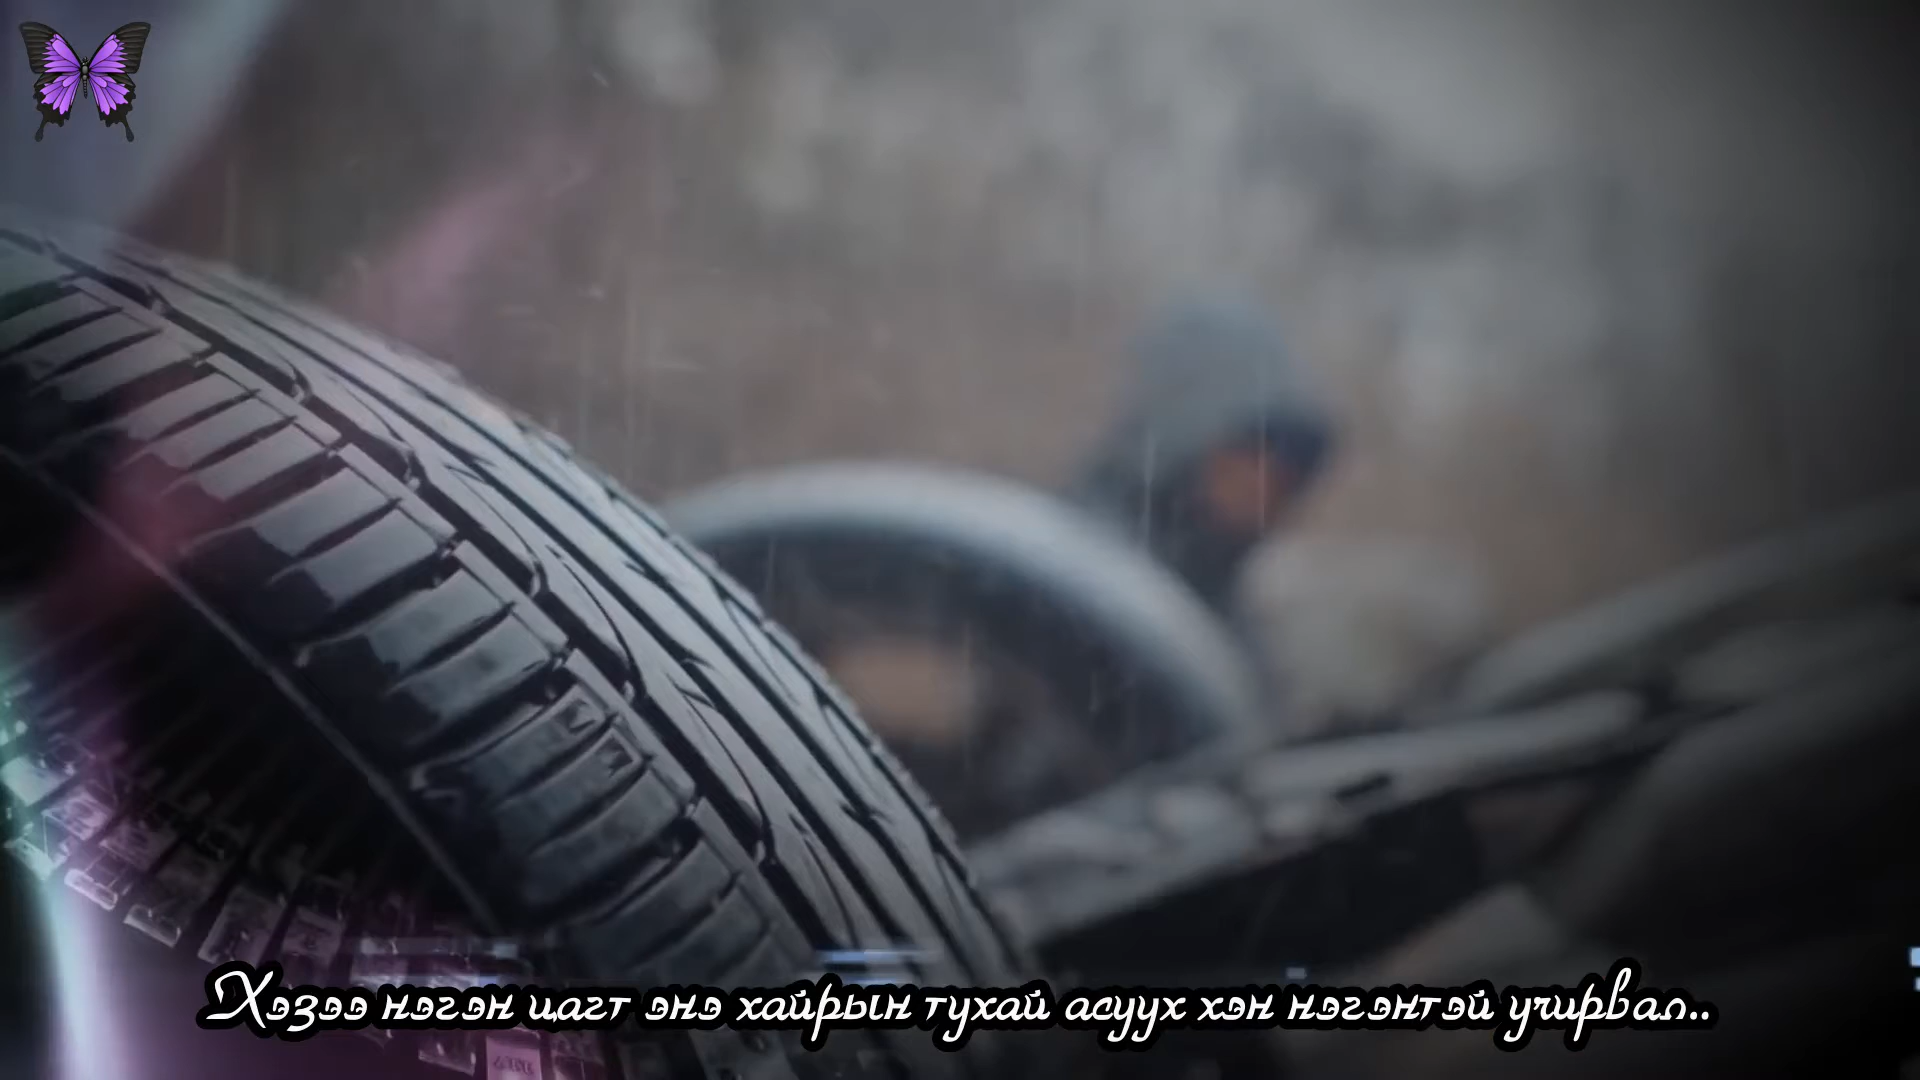 Хэзээ нэгэн цагт энэ хайрын тухай асуух хэн нэгэнтэй учирвал..